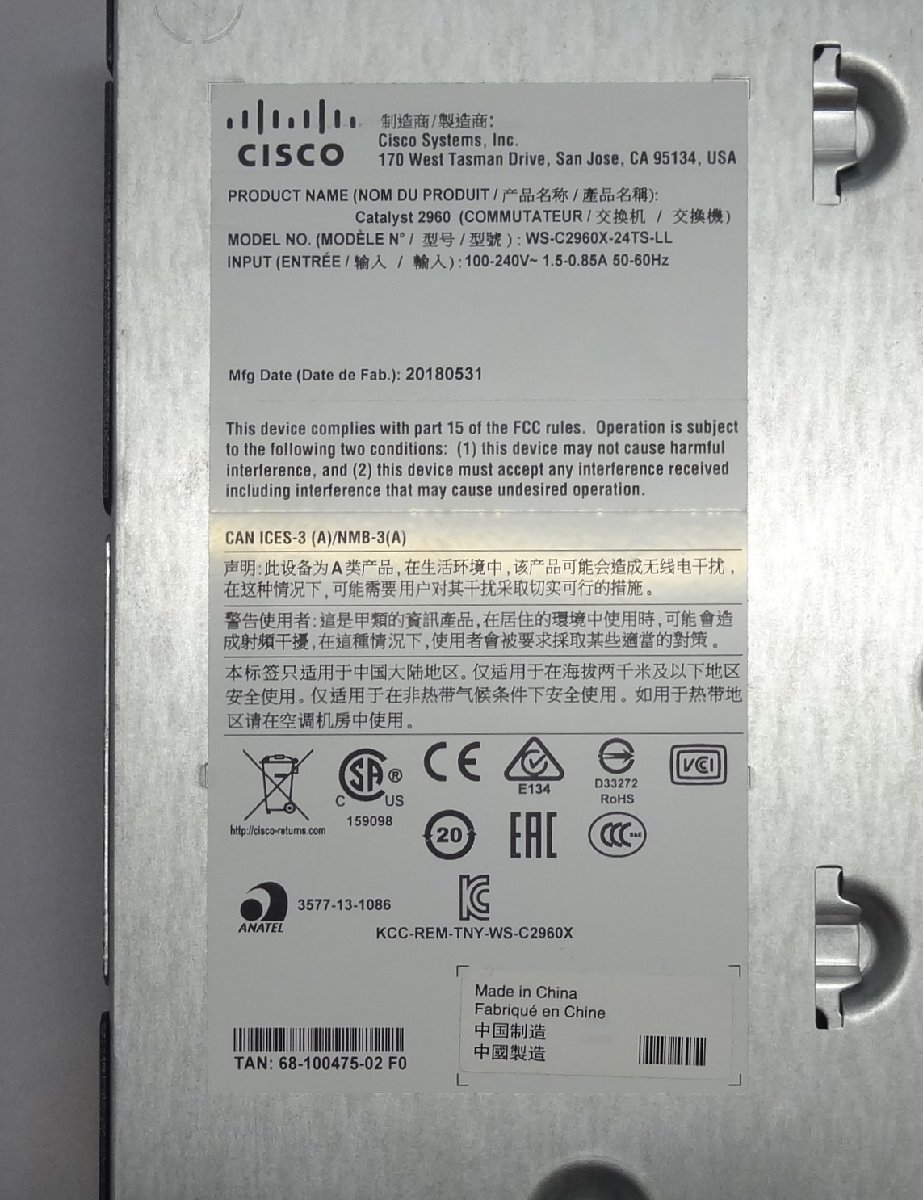 制造商/製造商:
CISCO
Cisco Systems, Inc.
170 West Tasman Drive, San Jose, CA 95134, USA
PRODUCT NAME (NOM DU PRODUIT / 产品名称 / 產品名稱):
Catalyst 2960 (COMMUTATEUR / 交换机 / 交換機)
MODEL NO. (MODÈLE N° / 型号 / 型號 ): WS-C2960X-24TS-LL
INPUT (ENTRÉE / 输入 / 輸入): 100-240V~ 1.5-0.85A 50-60Hz
Mfg Date (Date de Fab.): 20180531
This device complies with part 15 of the FCC rules. Operation is subject
to the following two conditions: (1) this device may not cause harmful
interference, and (2) this device must accept any interference received
including interference that may cause undesired operation.
CAN ICES-3 (A)/NMB-3(A)
声明:此设备为A类产品,在生活环境中,该产品可能会造成无线电干扰,
在这种情况下,可能需要用户对其干扰采取切实可行的措施。
警告使用者:這是甲類的資訊產品,在居住的環境中使用時,可能會造
成射頻干擾,在這種情況下,使用者會被要求採取某些適當的對策。
本标签只适用于中国大陆地区。仅适用于在海拔两千米及以下地区
安全使用。仅适用于在非热带气候条件下安全使用。如用于热带地
区请在空调机房中使用。
http://cisco-returns.com
SA ® C US
159098
CE
E134
D33272
RoHS
VCI
20
EAC
CCC S&E
ANATEL
3577-13-1086
KC
KCC-REM-TNY-WS-C2960X
TAN: 68-100475-02 F0
Made in China
Fabriqué en Chine
中国制造
中國製造